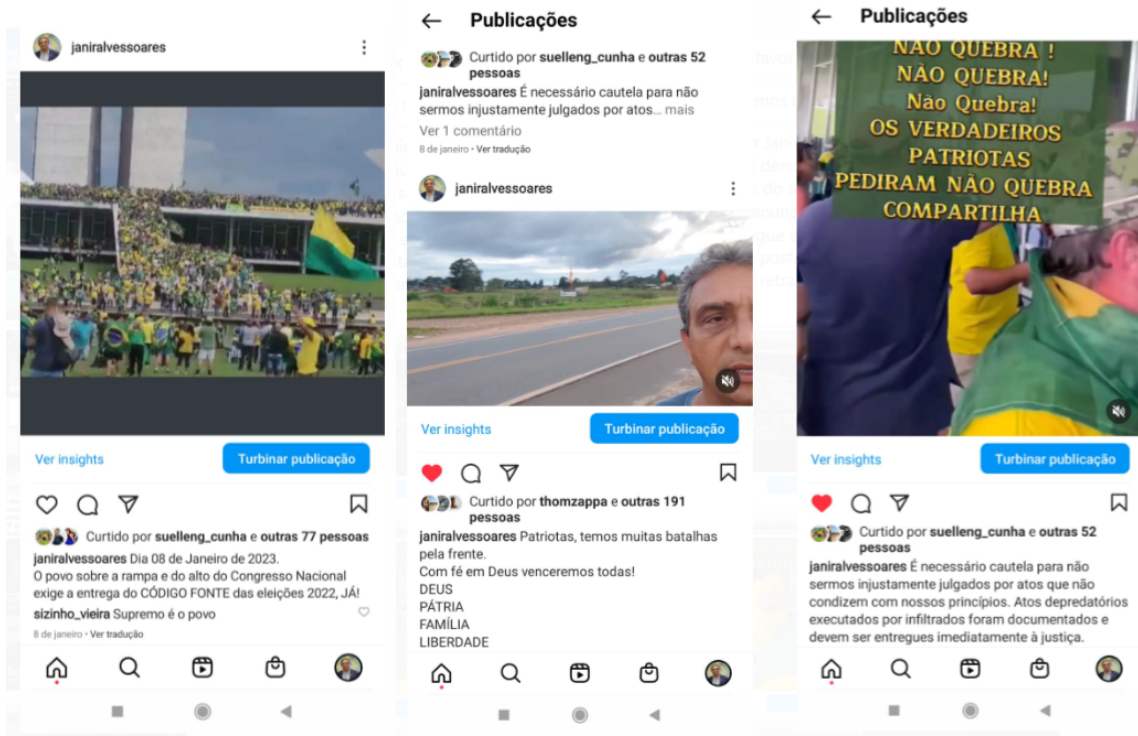 janiralvessoares
Ver insights
Turbinar publicação
Curtido por suelleng_cunha e outras 77 pessoas
janiralvessoares Dia 08 de Janeiro de 2023.
O povo sobre a rampa e do alto do Congresso Nacional
exige a entrega do CÓDIGO FONTE das eleições 2022, JÁ!
sizinho_vieira Supremo é o povo
8 de janeiro • Ver tradução
Publicações
Curtido por suelleng_cunha e outras 52
pessoas
janiralvessoares É necessário cautela para não
sermos injustamente julgados por atos... mais
Ver 1 comentário
8 de janeiro • Ver tradução
janiralvessoares
Ver insights
Turbinar publicação
Curtido por thomzappa e outras 191
pessoas
janiralvessoares Patriotas, temos muitas batalhas
pela frente.
Com fé em Deus venceremos todas!
DEUS
PÁTRIA
FAMÍLIA
LIBERDADE
Publicações
NÃO QUEBRA !
NÃO QUEBRA!
Não Quebra!
OS VERDADEIROS
PATRIOTAS
PEDIRAM NÃO QUEBRA
COMPARTILHA
Ver insights
Turbinar publicação
Curtido por suelleng_cunha e outras 52
pessoas
janiralvessoares É necessário cautela para não
sermos injustamente julgados por atos que não
condizem com nossos princípios. Atos depredatórios
executados por infiltrados foram documentados e
devem ser entregues imediatamente à justiça.